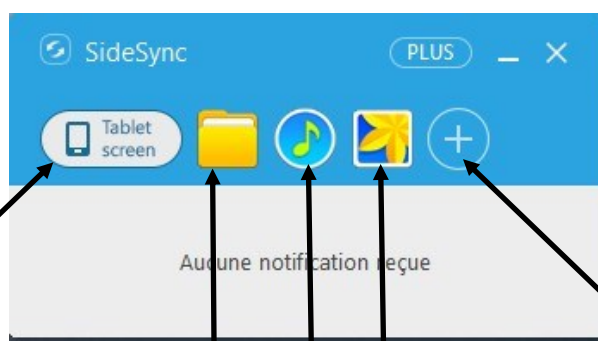 SideSync
PLUS
Tablet
screen
Aucune notification reçue